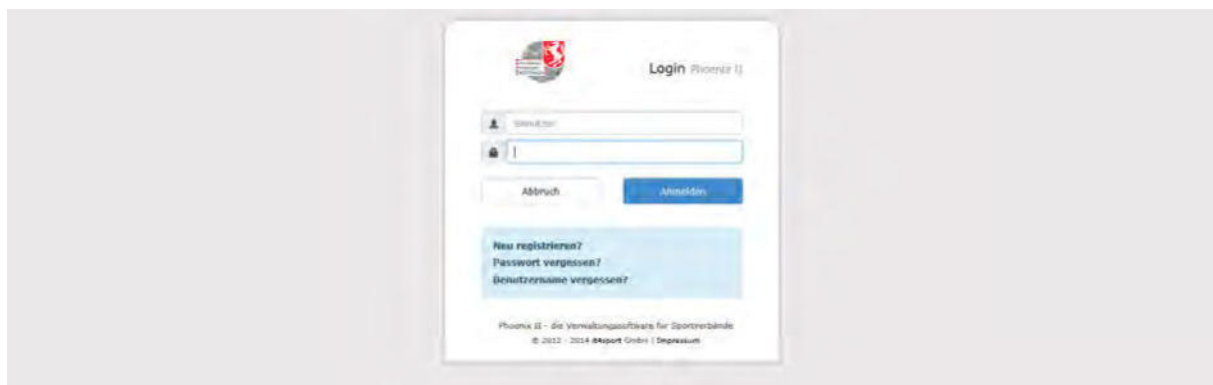 Login Phoenix II
Benutzer
Abbruch Anmelden
Neu registrieren?
Passwort vergessen?
Benutzername vergessen?
Phoenix II - die Verwaltungssoftware für Sportverbände
© 2012 - 2014 it4sport GmbH | Impressum